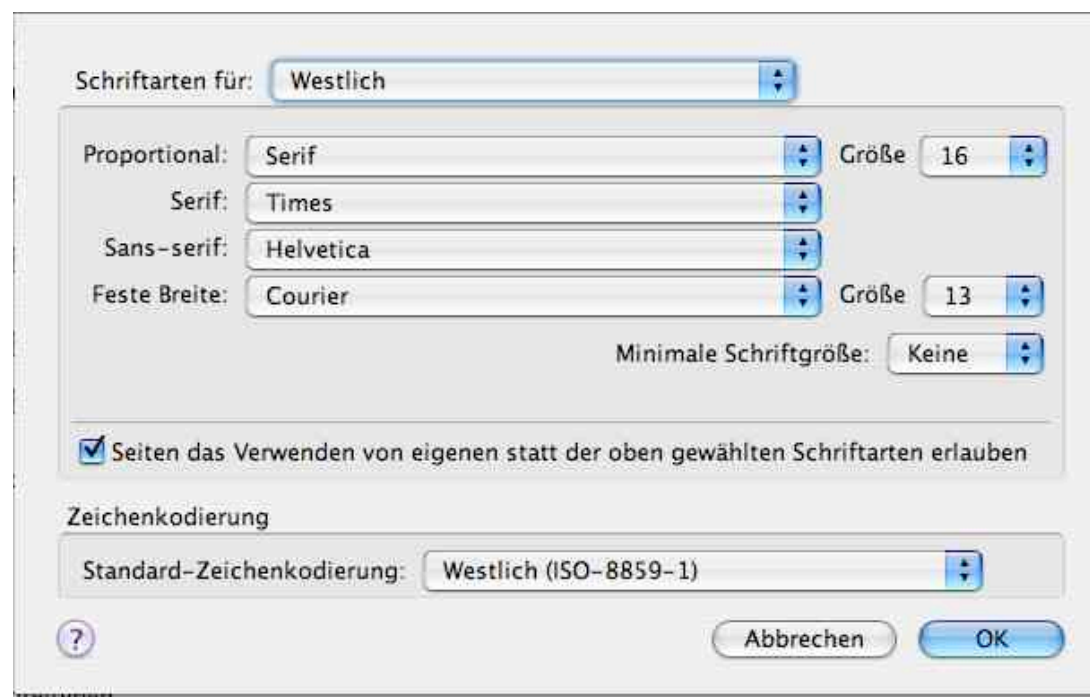 Schriftarten für: Westlich
Proportional: Serif Größe 16
Serif: Times
Sans-serif: Helvetica
Feste Breite: Courier Größe 13
Minimale Schriftgröße: Keine
Seiten das Verwenden von eigenen statt der oben gewählten Schriftarten erlauben
Zeichenkodierung
Standard-Zeichenkodierung: Westlich (ISO-8859-1)
? Abbrechen OK